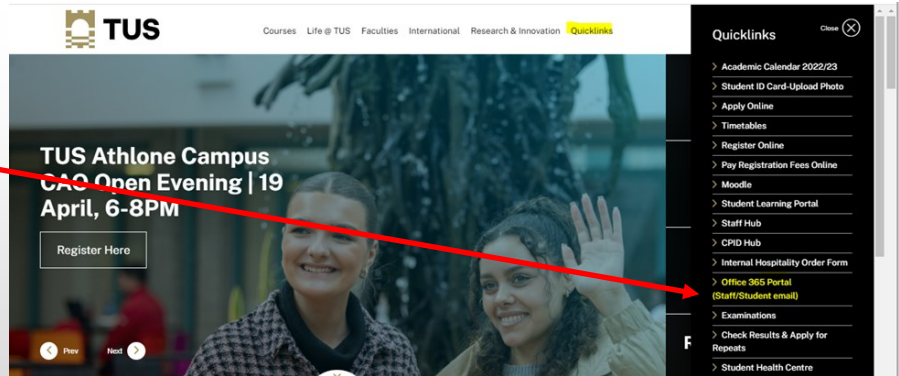 TUS
Courses Life @ TUS Faculties International Research & Innovation Quicklinks
TUS Athlone Campus
CAO Open Evening | 19
April, 6-8PM
Register Here
Prev Next
Quicklinks
Close
> Academic Calendar 2022/23
> Student ID Card-Upload Photo
> Apply Online
> Timetables
> Register Online
> Pay Registration Fees Online
> Moodle
> Student Learning Portal
> Staff Hub
> CPID Hub
> Internal Hospitality Order Form
> Office 365 Portal
(Staff/Student email)
> Examinations
> Check Results & Apply for
Repeats
> Student Health Centre